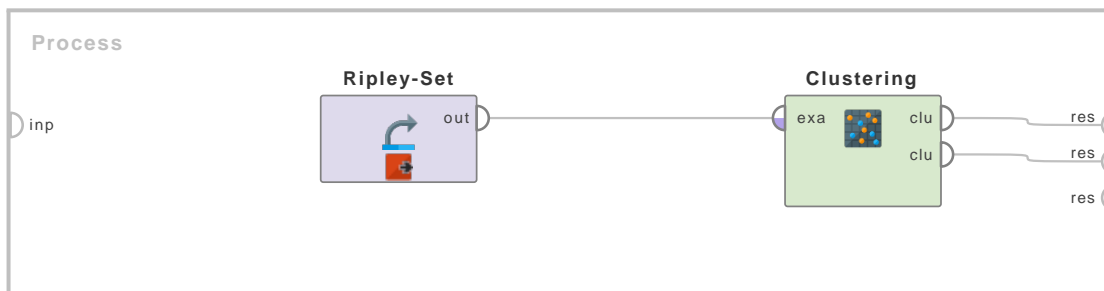 Process
Ripley-Set
Clustering
inp
out
exa
clu
res
clu
res
res